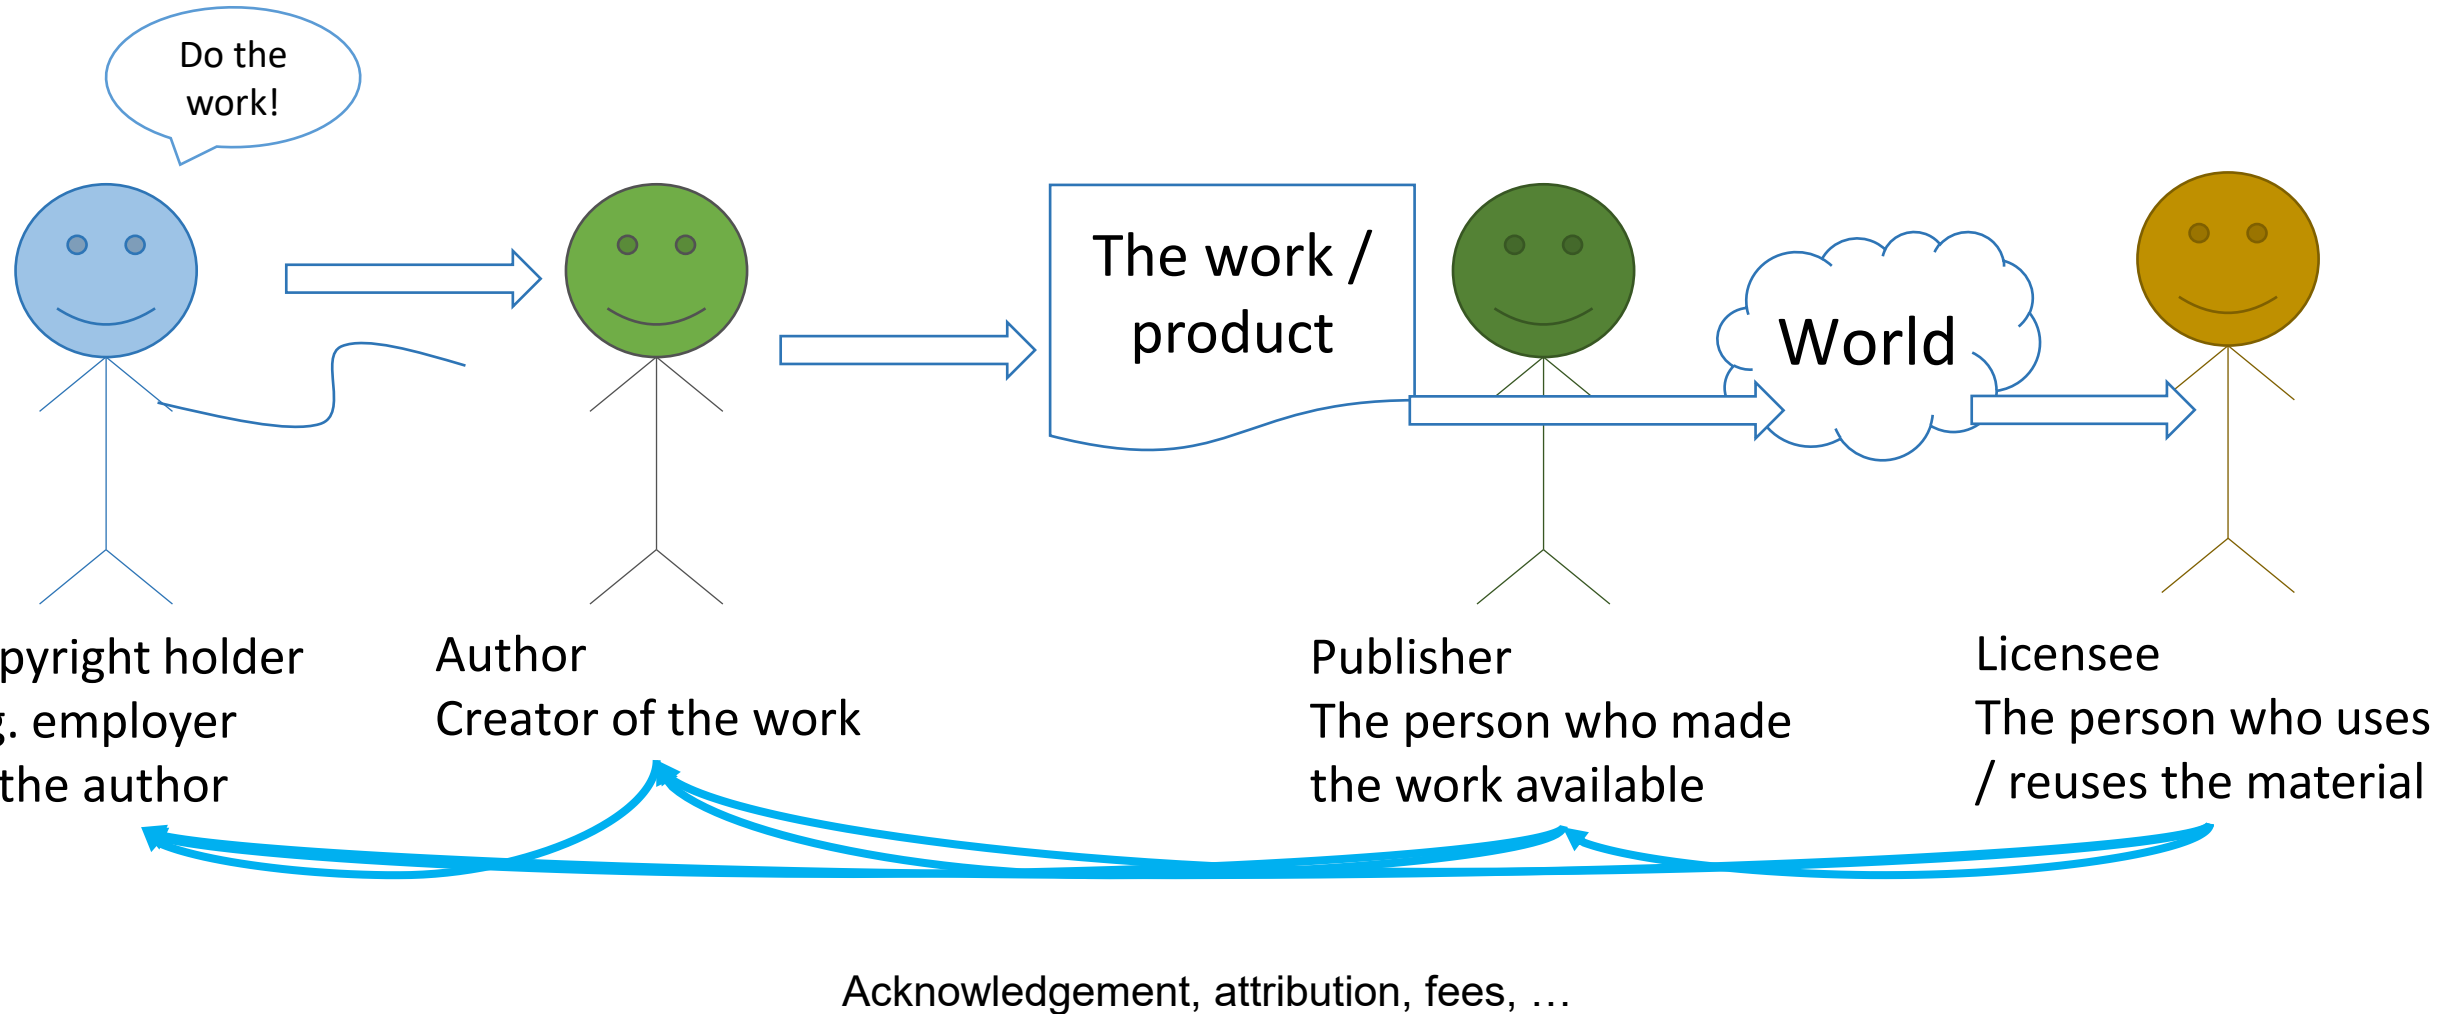 Do the
work!
The work /
product
World
pyright holder
. employer
the author
Author
Creator of the work
Publisher
The person who made
the work available
Licensee
The person who uses
/ reuses the material
Acknowledgement, attribution, fees, …